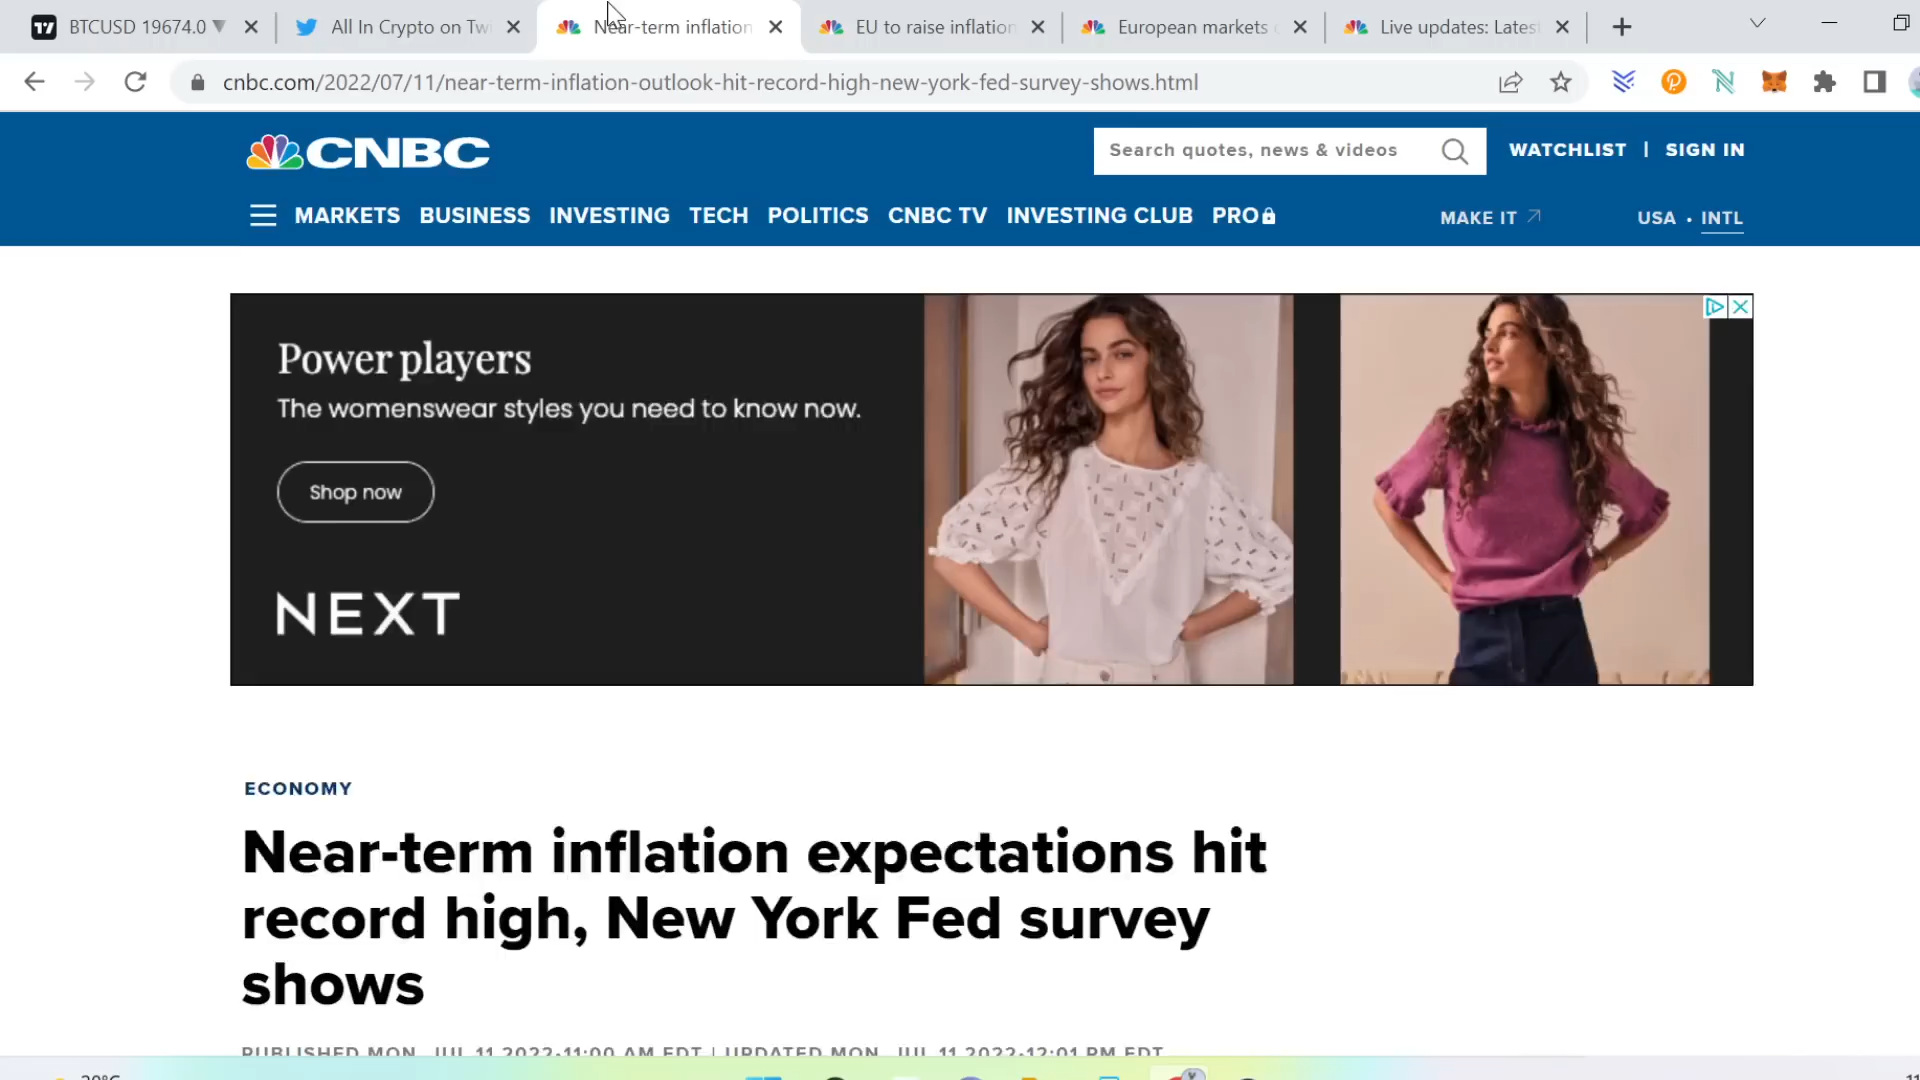 BTCUSD 19674.0
All In Crypto on Twi
Near-term inflation
EU to raise inflation
European markets
Live updates: Latest
cnbc.com/2022/07/11/near-term-inflation-outlook-hit-record-high-new-york-fed-survey-shows.html
CNBC
Search quotes, news & videos
WATCHLIST | SIGN IN
MARKETS BUSINESS INVESTING TECH POLITICS CNBC TV INVESTING CLUB PRO
MAKE IT
USA • INTL
Power players
The womenswear styles you need to know now.
Shop now
NEXT
ECONOMY
Near-term inflation expectations hit
record high, New York Fed survey
shows
PUBLISHED MON, JUL 11 2022-11:00 AM EDT | UPDATED MON, JUL 11 2022-12:01 PM EDT